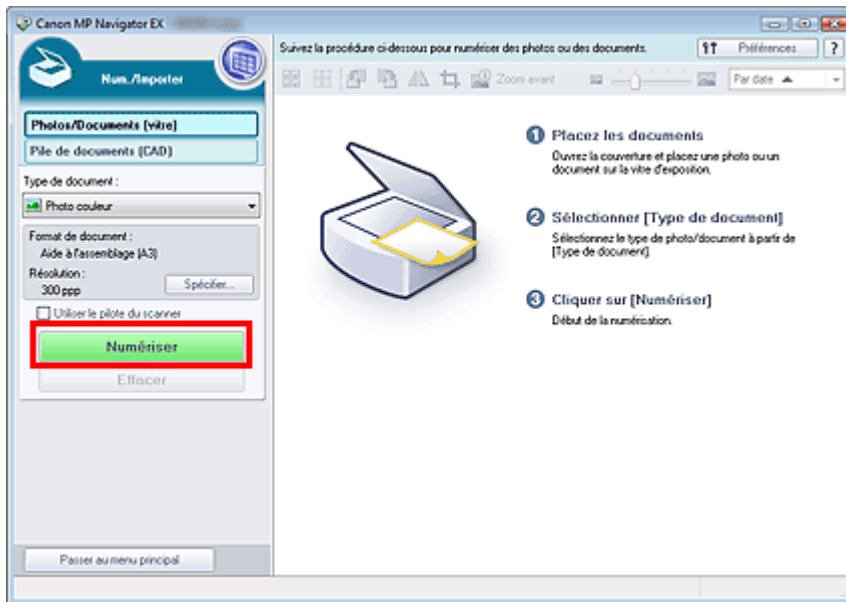 Canon MP Navigator EX
Num./Importer
Photos/Documents (vitre)
Pile de documents (CAD)
Type de document :
Photo couleur
Format de document :
Aide à l'assemblage (A3)
Résolution :
300 ppp
Spécifier...
Utiliser le pilote du scanner
Numériser
Effacer
Passer au menu principal
Suivez la procédure ci-dessous pour numériser des photos ou des documents.
Préférences
?
Zoom avant
Par date
1 Placez les documents
Ouvrez la couverture et placez une photo ou un
document sur la vitre d'exposition.
2 Sélectionner [Type de document]
Sélectionnez le type de photo/document à partir de
[Type de document].
3 Cliquer sur [Numériser]
Début de la numérisation.